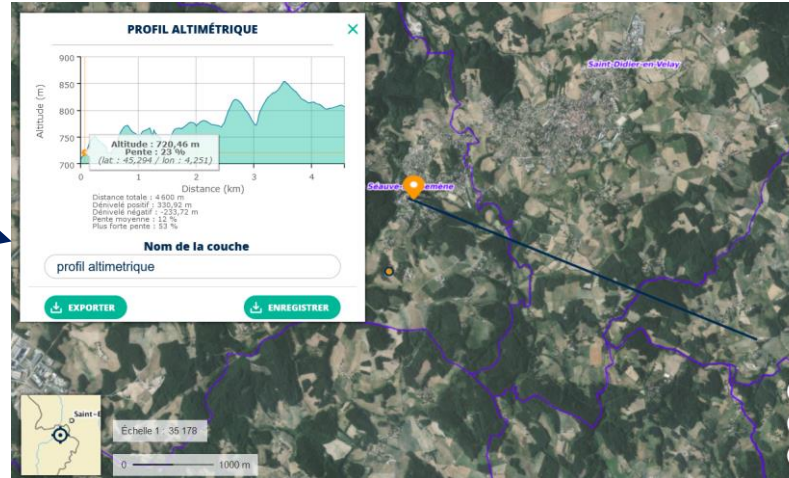 PROFIL ALTIMÉTRIQUE
900
850
800
750
700
Altitude (m)
Altitude : 720,46 m
Pente : 23 %
(lat : 45,294 / lon : 4,251)
0 1 2 3 4
Distance (km)
Distance totale : 4 600 m
Dénivelé positif : 330,92 m
Dénivelé négatif : -233,72 m
Pente moyenne : 12 %
Plus forte pente : 53 %
Nom de la couche
profil altimetrique
EXPORTER
ENREGISTRER
Saint-Didier-en-Velay
Séauve- emène
Saint-E
Échelle 1 : 35 178
0 1000 m